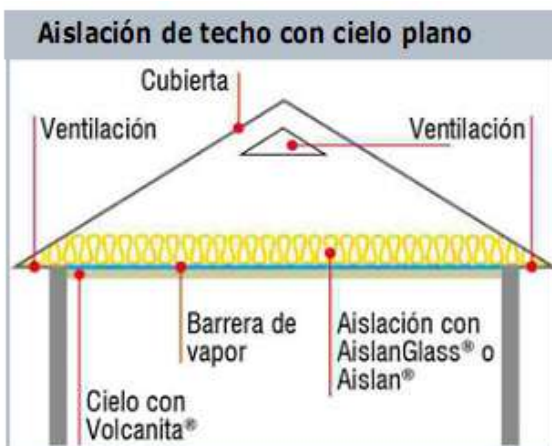 Aislación de techo con cielo plano
Cubierta
Ventilación
Ventilación
Barrera de
vapor
Aislación con
AislanGlass® o
Aislan®
Cielo con
Volcanita®